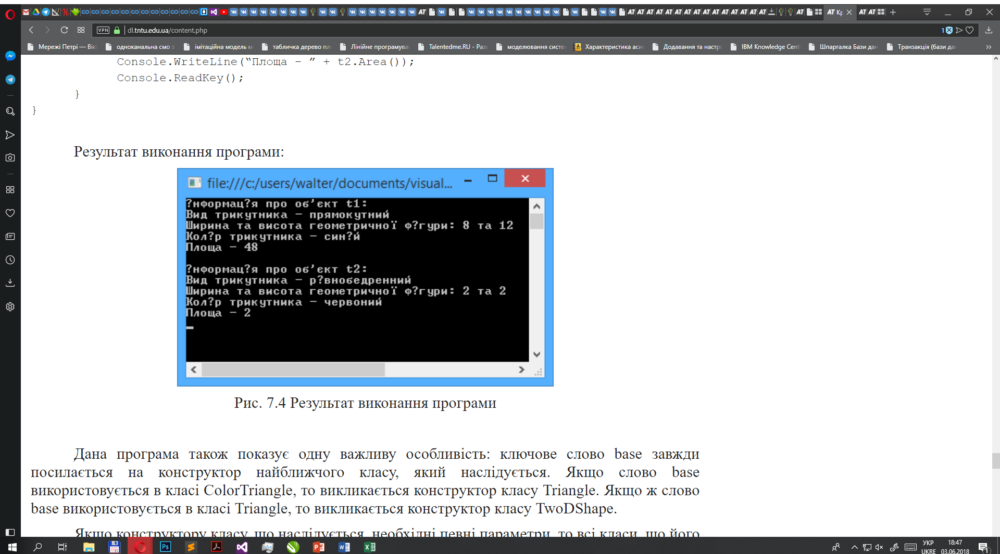 Кр
VPN
dl.tntu.edu.ua/content.php
1
Мережі Петрі — Вікі
одноканальна смо з
імітаційна модель м
табличка дерево пл
Лінійне програмува
Talentedme.RU - Разв
моделювання систе
Характеристика аси
Додавання та настро
IBM Knowledge Cent
Шпаргалка Бази дан
Транзакція (бази да
Console.WriteLine(“Площа – ” + t2.Area());
Console.ReadKey();
}
}
Результат виконання програми:
file:///c:/users/walter/documents/visual...
?нформац?я про об’єкт t1:
Вид трикутника – прямокутний
Ширина та висота геометричної ф?гури: 8 та 12
Кол?р трикутника – син?й
Площа – 48
?нформац?я про об’єкт t2:
Вид трикутника – р?внобедренний
Ширина та висота геометричної ф?гури: 2 та 2
Кол?р трикутника – червоний
Площа – 2
Рис. 7.4 Результат виконання програми
Дана програма також показує одну важливу особливість: ключове слово base завжди
посилається на конструктор найближчого класу, який наслідується. Якщо слово base
використовується в класі ColorTriangle, то викликається конструктор класу Triangle. Якщо ж слово
base використовується в класі Triangle, то викликається конструктор класу TwoDShape.
Якщо конструктору класу, що наслідується, необхідні певні параметри, то всі класи, що його
УКР
UKRE
18:47
03.06.2018
1